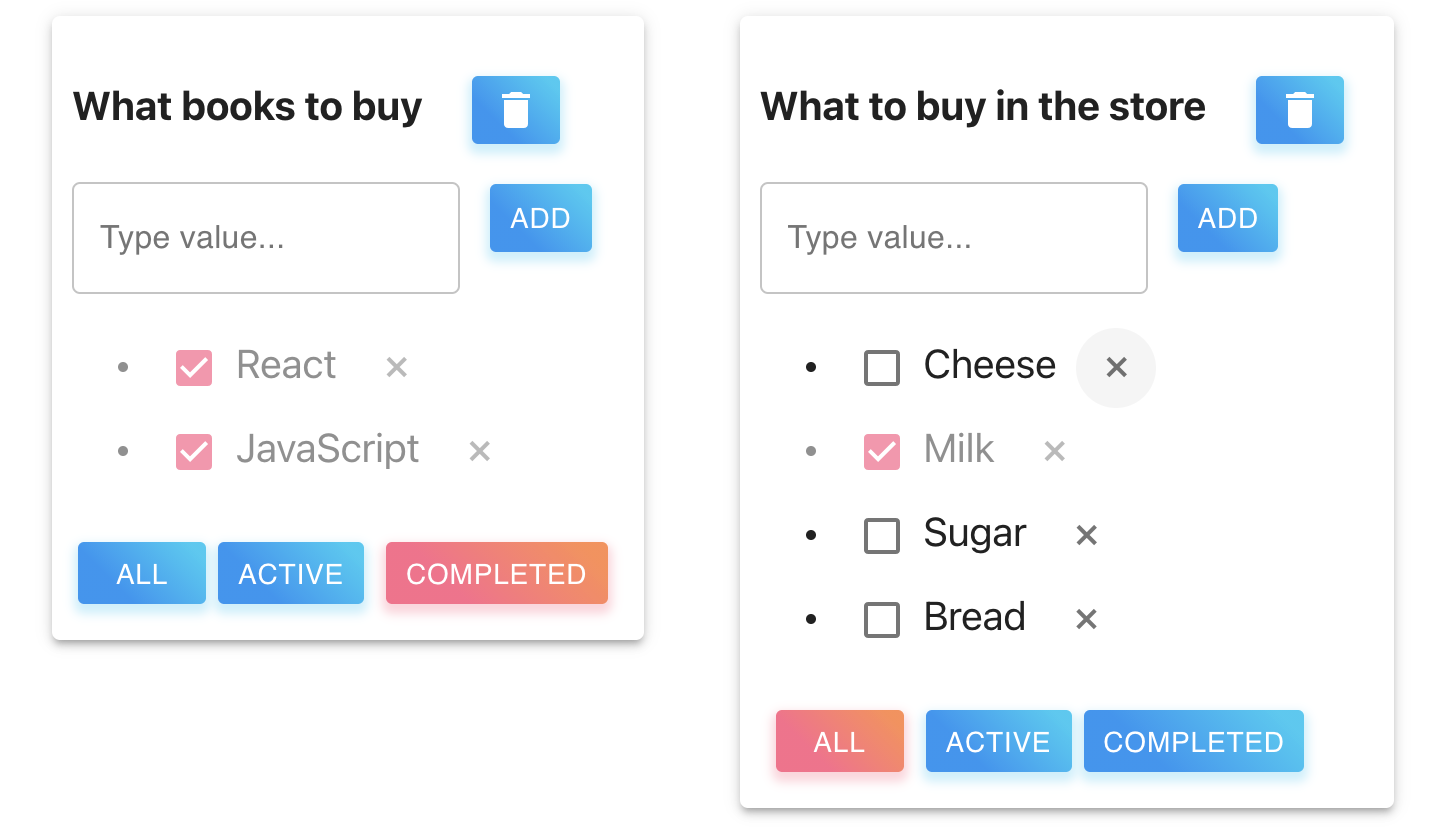 What books to buy
Type value...
ADD
React
JavaScript
ALL
ACTIVE
COMPLETED
What to buy in the store
Type value...
ADD
Cheese
Milk
Sugar
Bread
ALL
ACTIVE
COMPLETED